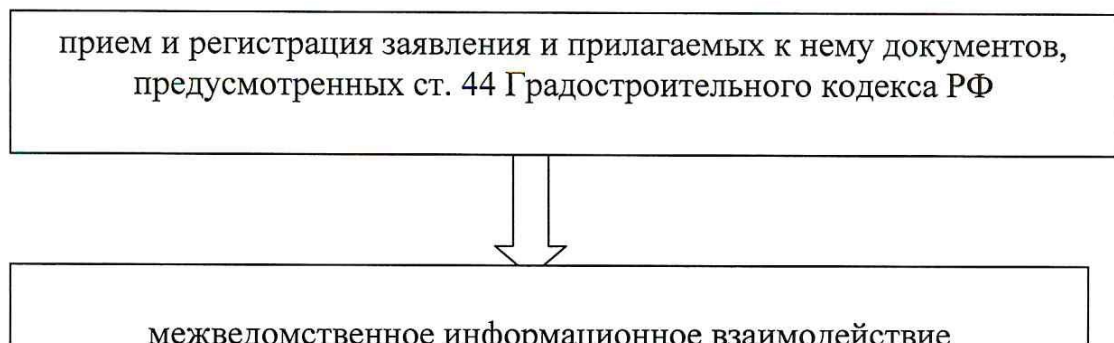 прием и регистрация заявления и прилагаемых к нему документов,
предусмотренных ст. 44 Градостроительного кодекса РФ
межведомственное информационное взаимодействие